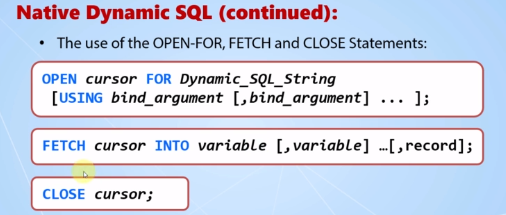 Native Dynamic SQL (continued):
• The use of the OPEN-FOR, FETCH and CLOSE Statements:
OPEN cursor FOR Dynamic_SQL_String
[USING bind_argument [,bind_argument] ... ];
FETCH cursor INTO variable [,variable] …[,record];
CLOSE cursor;